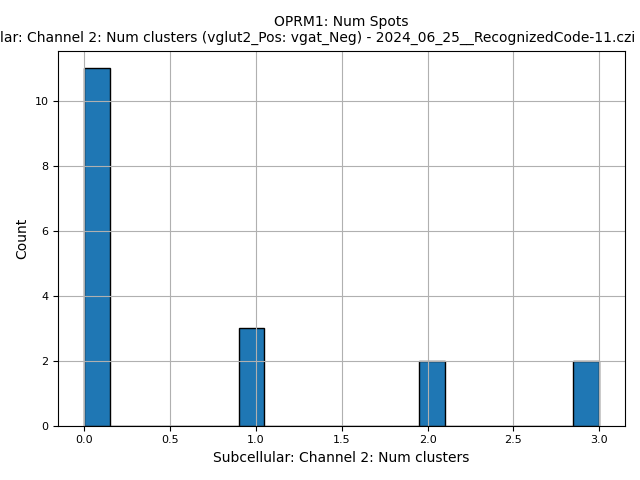 OPRM1: Num Spots
lar: Channel 2: Num clusters (vglut2_Pos: vgat_Neg) - 2024_06_25__RecognizedCode-11.czi
10
8
6
4
2
0
Count
0.0 0.5 1.0 1.5 2.0 2.5 3.0
Subcellular: Channel 2: Num clusters